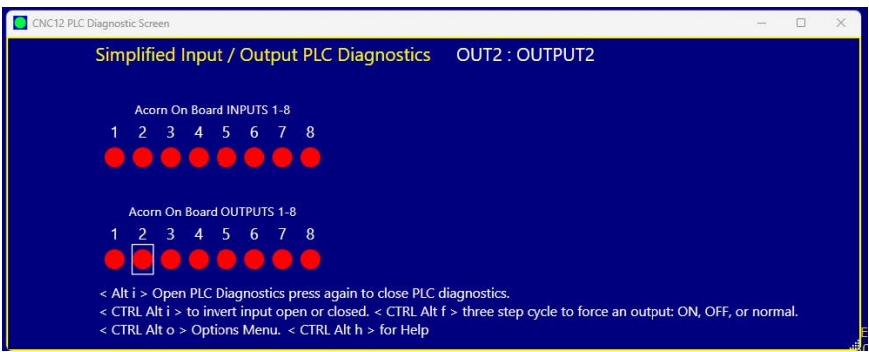 CNC12 PLC Diagnostic Screen
Simplified Input / Output PLC Diagnostics OUT2 : OUTPUT2
Acorn On Board INPUTS 1-8
1 2 3 4 5 6 7 8
Acorn On Board OUTPUTS 1-8
1 2 3 4 5 6 7 8
< Alt i > Open PLC Diagnostics press again to close PLC diagnostics.
< CTRL Alt i > to invert input open or closed. < CTRL Alt f > three step cycle to force an output: ON, OFF, or normal.
< CTRL Alt o > Options Menu. < CTRL Alt h > for Help